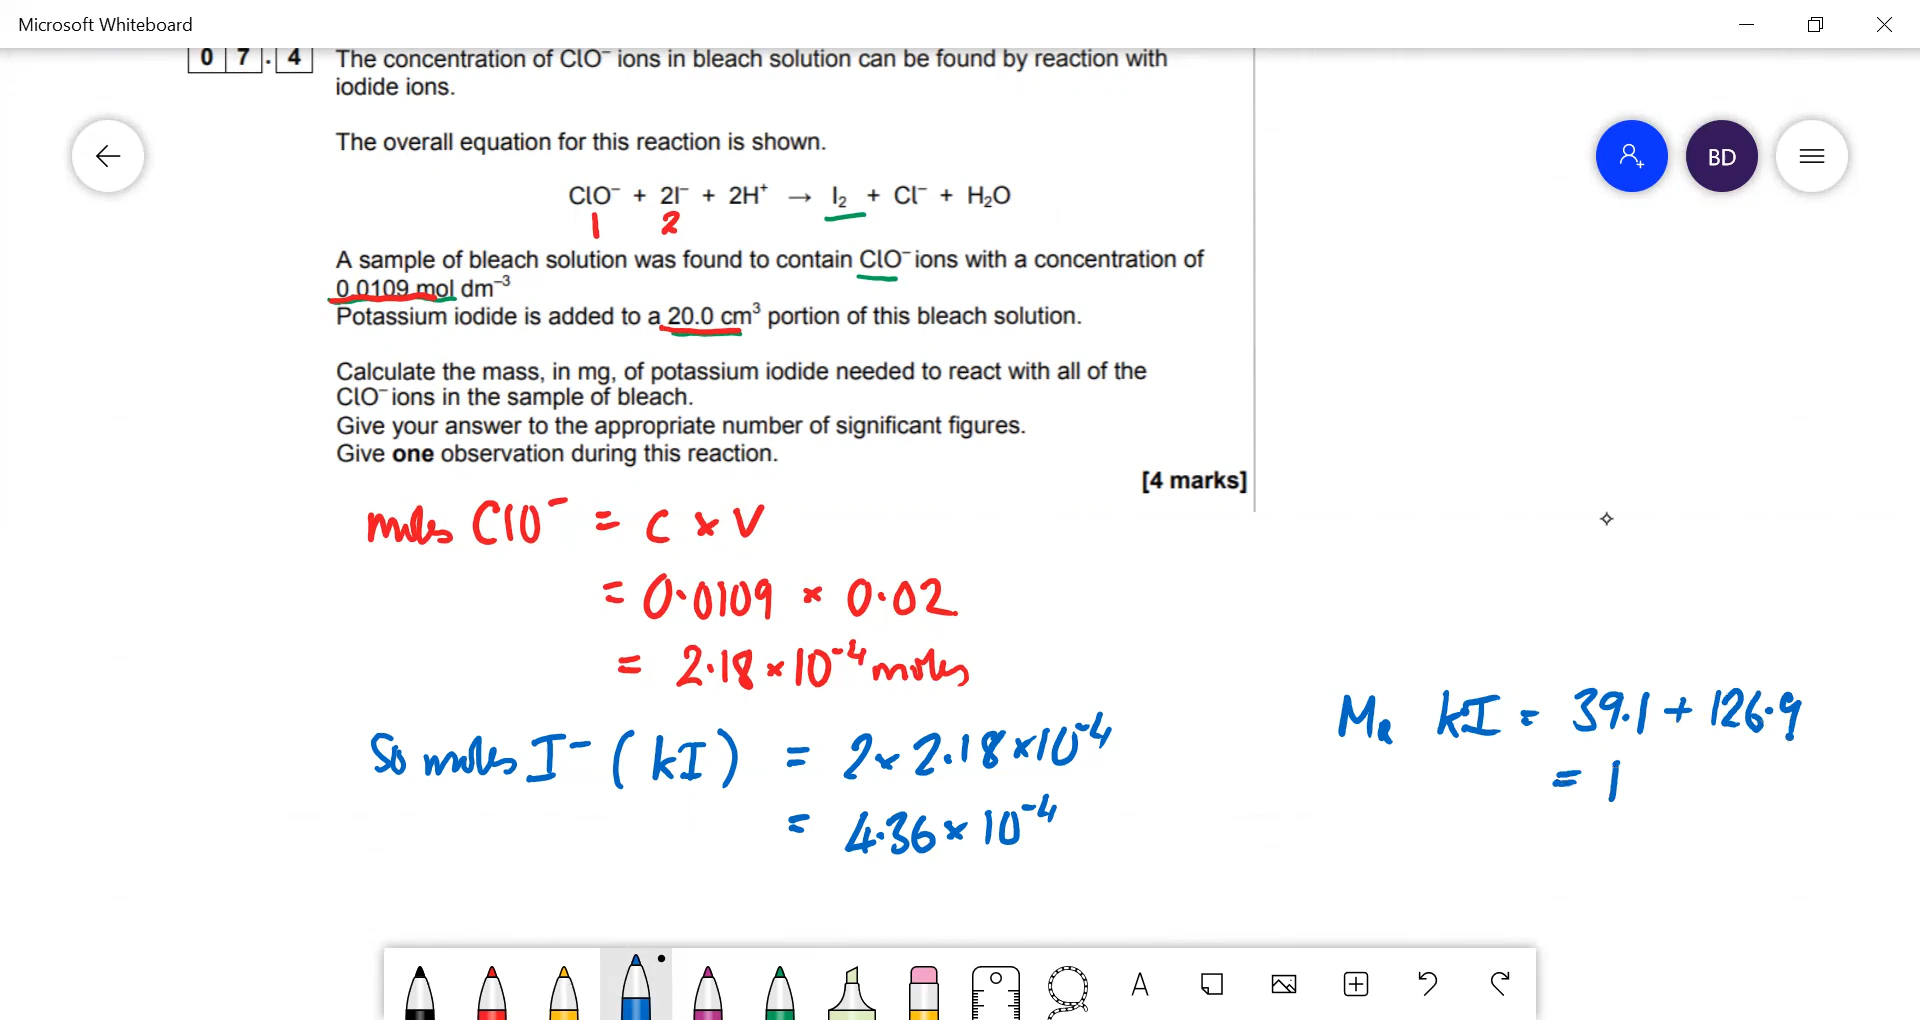 Microsoft Whiteboard
0 7 . 4
The concentration of ClO⁻ ions in bleach solution can be found by reaction with
iodide ions.
The overall equation for this reaction is shown.
ClO⁻ + 2I⁻ + 2H⁺ → I₂ + Cl⁻ + H₂O
1 2
A sample of bleach solution was found to contain ClO⁻ ions with a concentration of
0.0109 mol dm⁻³
Potassium iodide is added to a 20.0 cm³ portion of this bleach solution.
Calculate the mass, in mg, of potassium iodide needed to react with all of the
ClO⁻ ions in the sample of bleach.
Give your answer to the appropriate number of significant figures.
Give one observation during this reaction.
[4 marks]
BD
moles ClO⁻ = C × V
= 0.0109 × 0.02
= 2.18 × 10⁻⁴ moles
So moles I⁻ (KI) = 2 × 2.18 × 10⁻⁴
= 4.36 × 10⁻⁴
MR KI = 39.1 + 126.9
= 1
A